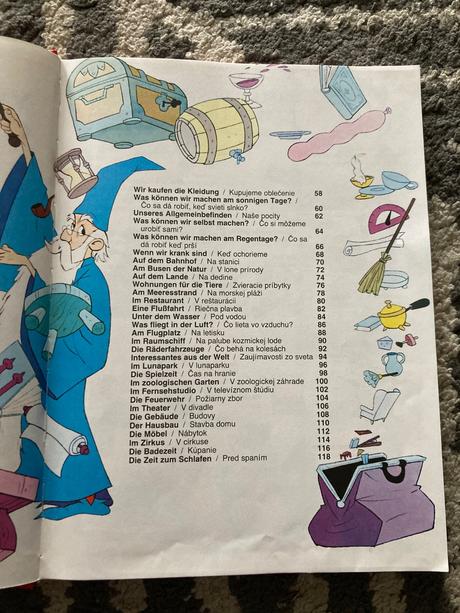 Wir kaufen die Kleidung / Kupujeme oblečenie 58
Was können wir machen am sonnigen Tage? /
Čo sa dá robiť, keď svieti slnko? 60
Unseres Allgemeinbefinden / Naše pocity 62
Was können wir selbst machen? / Čo si môžeme
urobiť sami? 64
Was können wir machen am Regentage? / Čo sa
dá robiť keď prší 66
Wenn wir krank sind / Keď ochorieme 68
Auf dem Bahnhof / Na stanici 70
Am Busen der Natur / V lone prírody 72
Auf dem Lande / Na dedine 74
Wohnungen für die Tiere / Zvieracie príbytky 76
Am Meeresstrand / Na morskej pláži 78
Im Restaurant / V reštaurácii 80
Eine Flußfahrt / Riečna plavba 82
Unter dem Wasser / Pod vodou 84
Was fliegt in der Luft? / Čo lieta vo vzduchu? 86
Am Flugplatz / Na letisku 88
Im Raumschiff / Na palube kozmickej lode 90
Die Räderfahrzeuge / Čo behá na kolesách 92
Interessantes aus der Welt / Zaujímavosti zo sveta 94
Im Lunapark / V lunaparku 96
Die Spielzeit / Čas na hranie 98
Im zoologischen Garten / V zoologickej záhrade 100
Im Fernsehstudio / V televíznom štúdiu 102
Die Feuerwehr / Požiarny zbor 104
Im Theater / V divadle 106
Die Gebäude / Budovy 108
Der Hausbau / Stavba domu 110
Die Möbel / Nábytok 112
Im Zirkus / V cirkuse 114
Die Badezeit / Kúpanie 116
Die Zeit zum Schlafen / Pred spaním 118